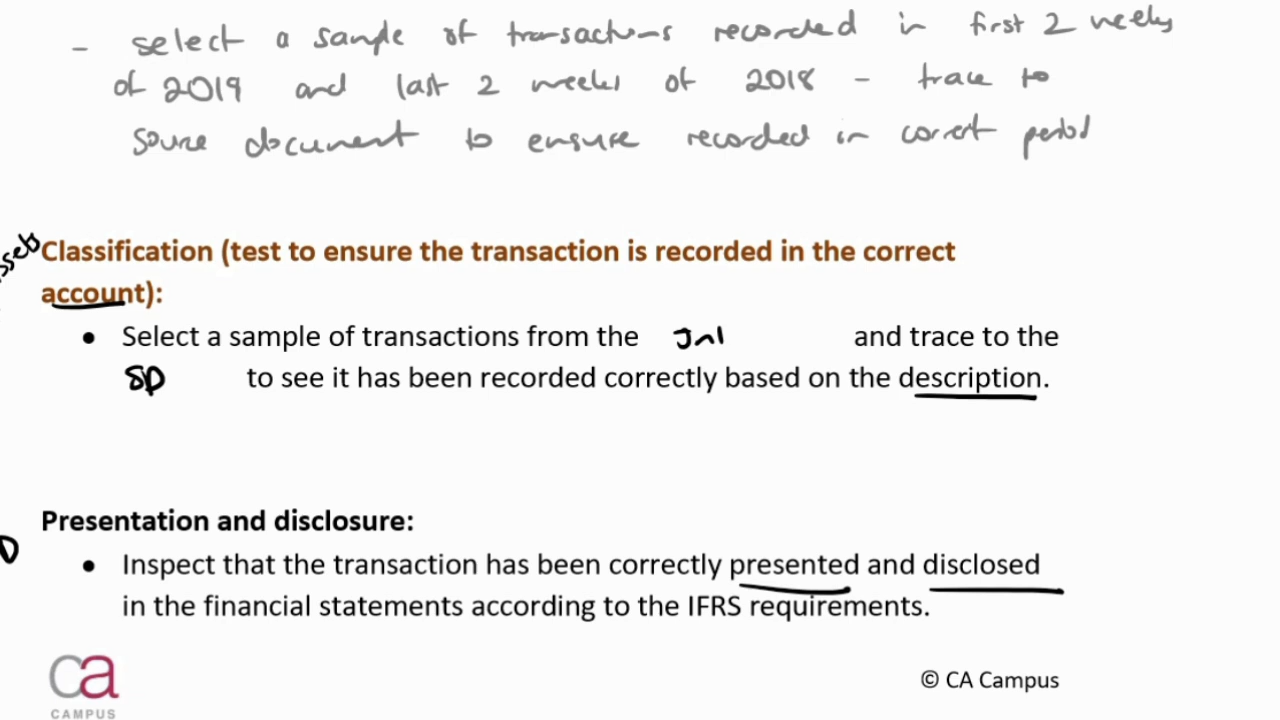 - select a sample of transactions recorded in first 2 weeks
of 2019 and last 2 weeks of 2018 - trace to
source document to ensure recorded in correct period
Classification (test to ensure the transaction is recorded in the correct
account):
• Select a sample of transactions from the Jnl and trace to the
SD to see it has been recorded correctly based on the description.
Presentation and disclosure:
• Inspect that the transaction has been correctly presented and disclosed
in the financial statements according to the IFRS requirements.
ca
CAMPUS
© CA Campus